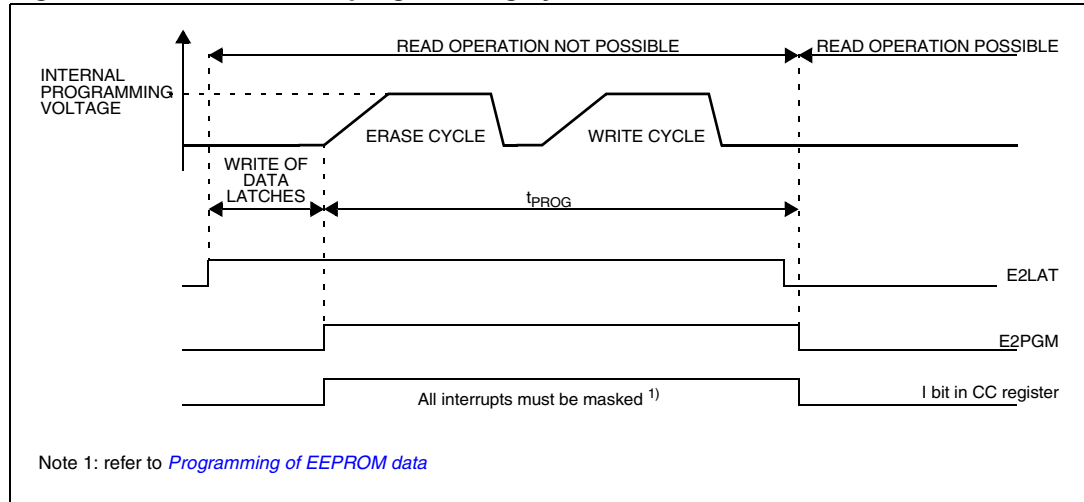 READ OPERATION NOT POSSIBLE
READ OPERATION POSSIBLE
INTERNAL
PROGRAMMING
VOLTAGE
ERASE CYCLE
WRITE CYCLE
WRITE OF
DATA
LATCHES
tPROG
E2LAT
E2PGM
All interrupts must be masked 1)
I bit in CC register
Note 1: refer to Programming of EEPROM data